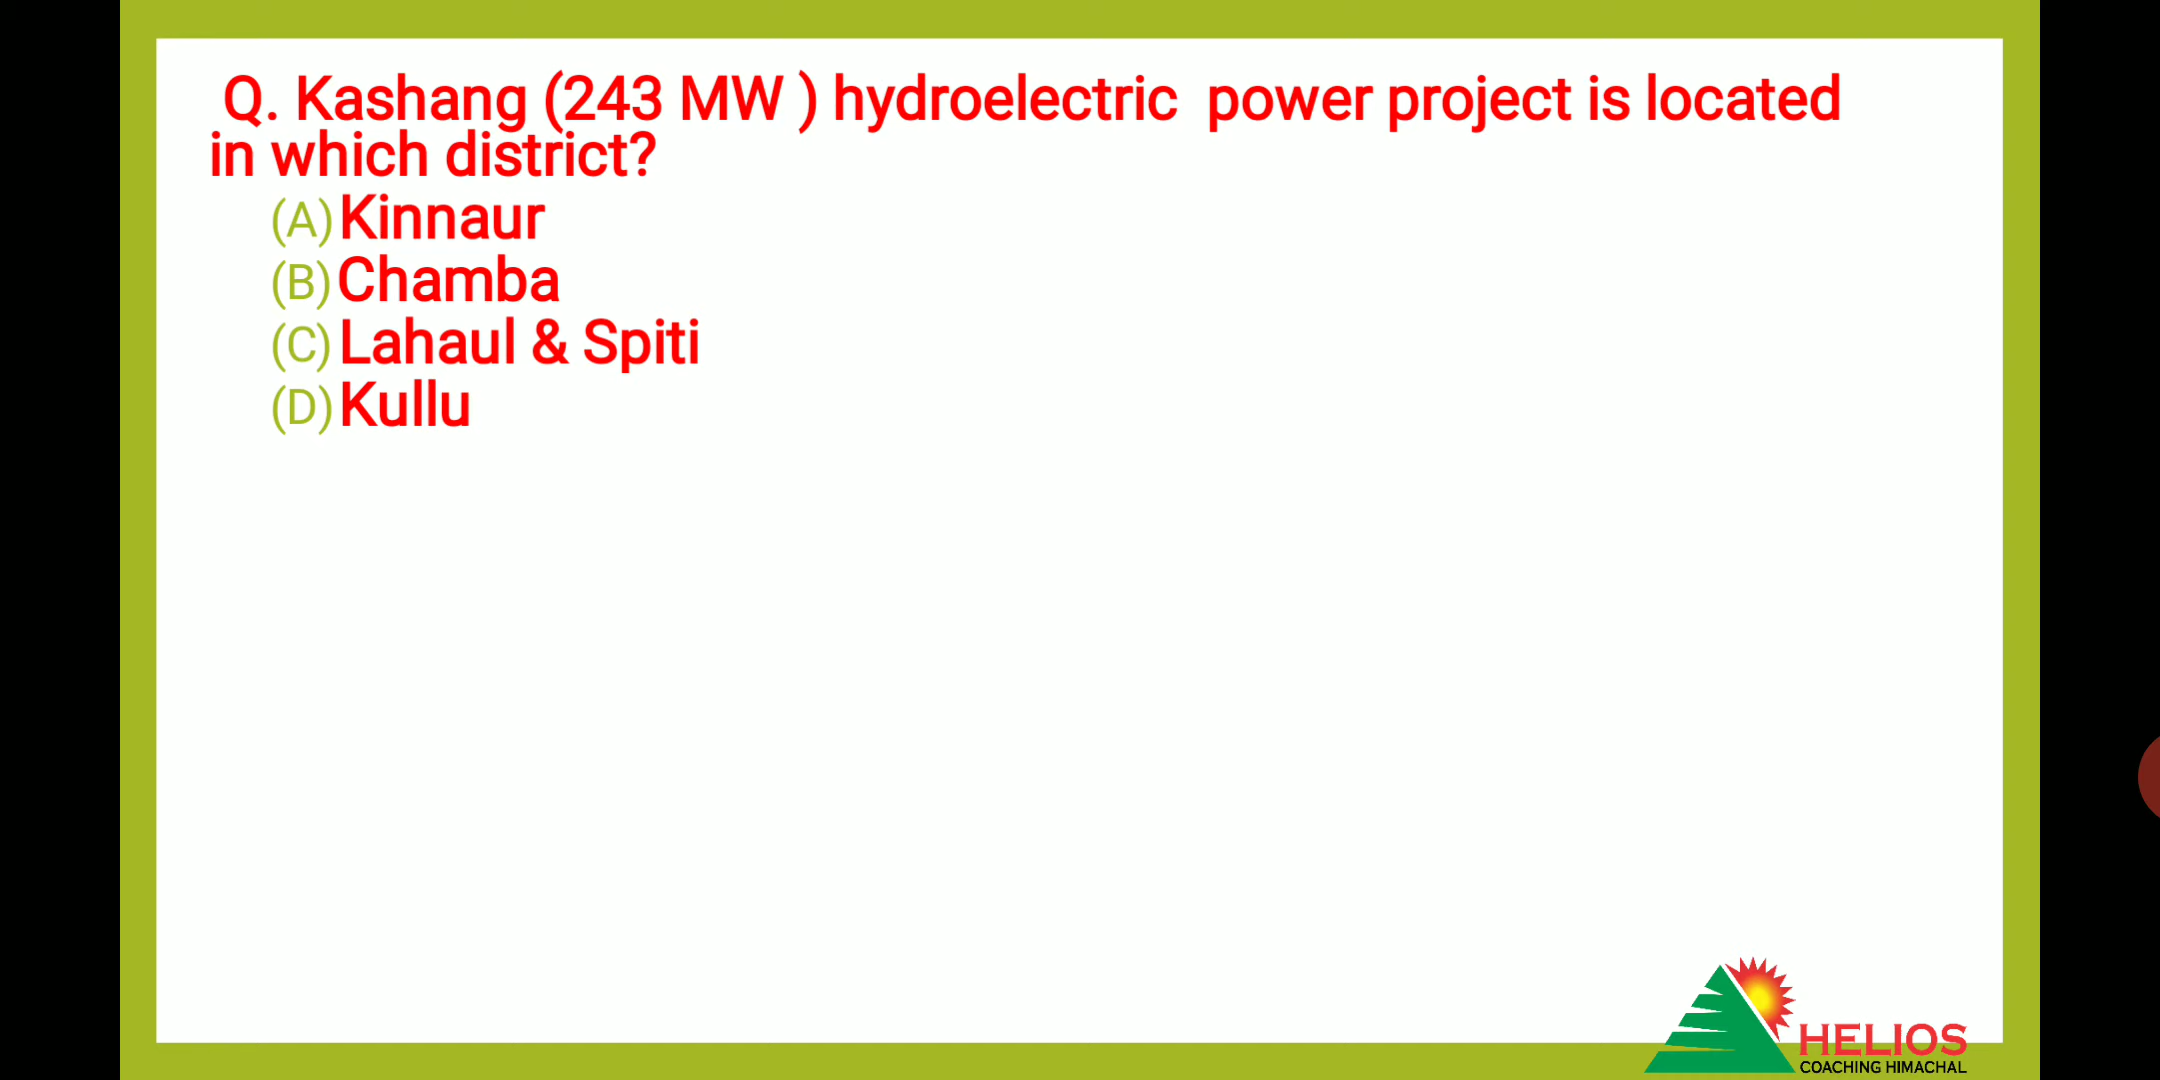 Q. Kashang (243 MW ) hydroelectric  power project is located
in which district?
(A) Kinnaur
(B) Chamba
(C) Lahaul & Spiti
(D) Kullu
HELIOS
COACHING HIMACHAL